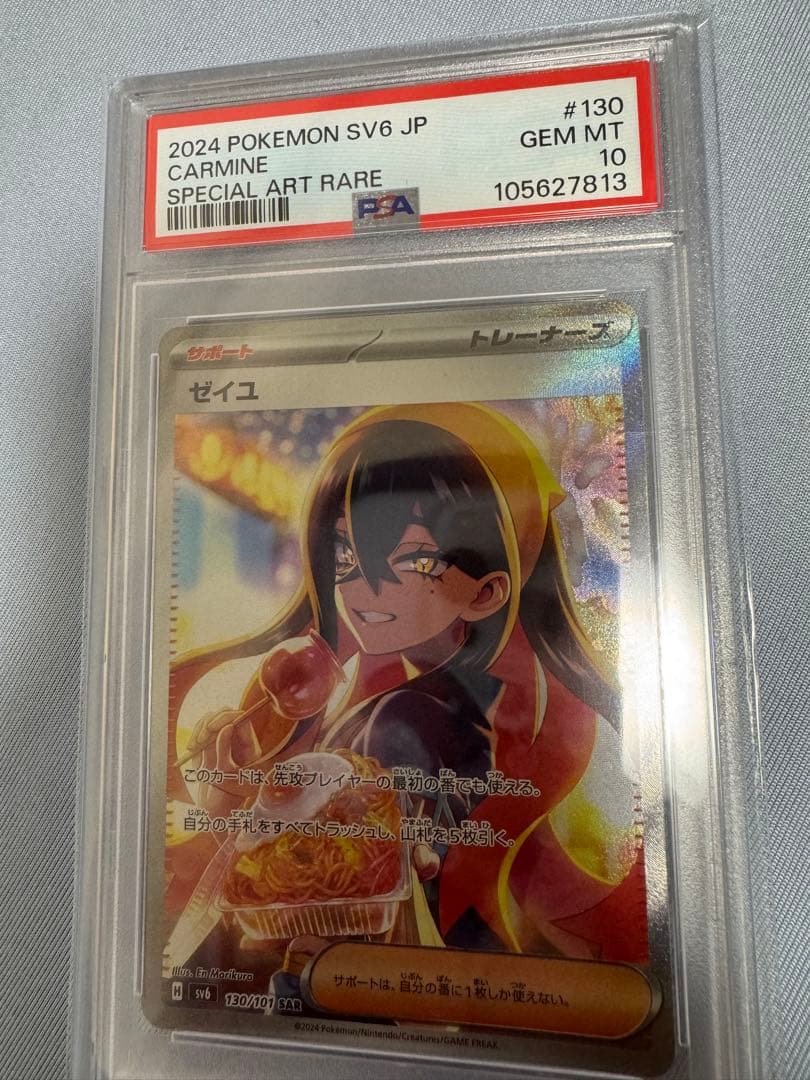 2024 POKEMON SV6 JP
#130
CARMINE
GEM MT
SPECIAL ART RARE
10
105627813
PSA
サポート
トレーナーズ
ゼイユ
このカードは、先攻プレイヤーの最初の番でも使える。
自分の手札をすべてトラッシュし、山札を5枚引く。
Illus. En Morikura
サポートは、自分の番に1枚しか使えない。
H SV6 130/101 SAR
©2024 Pokémon/Nintendo/Creatures/GAME FREAK